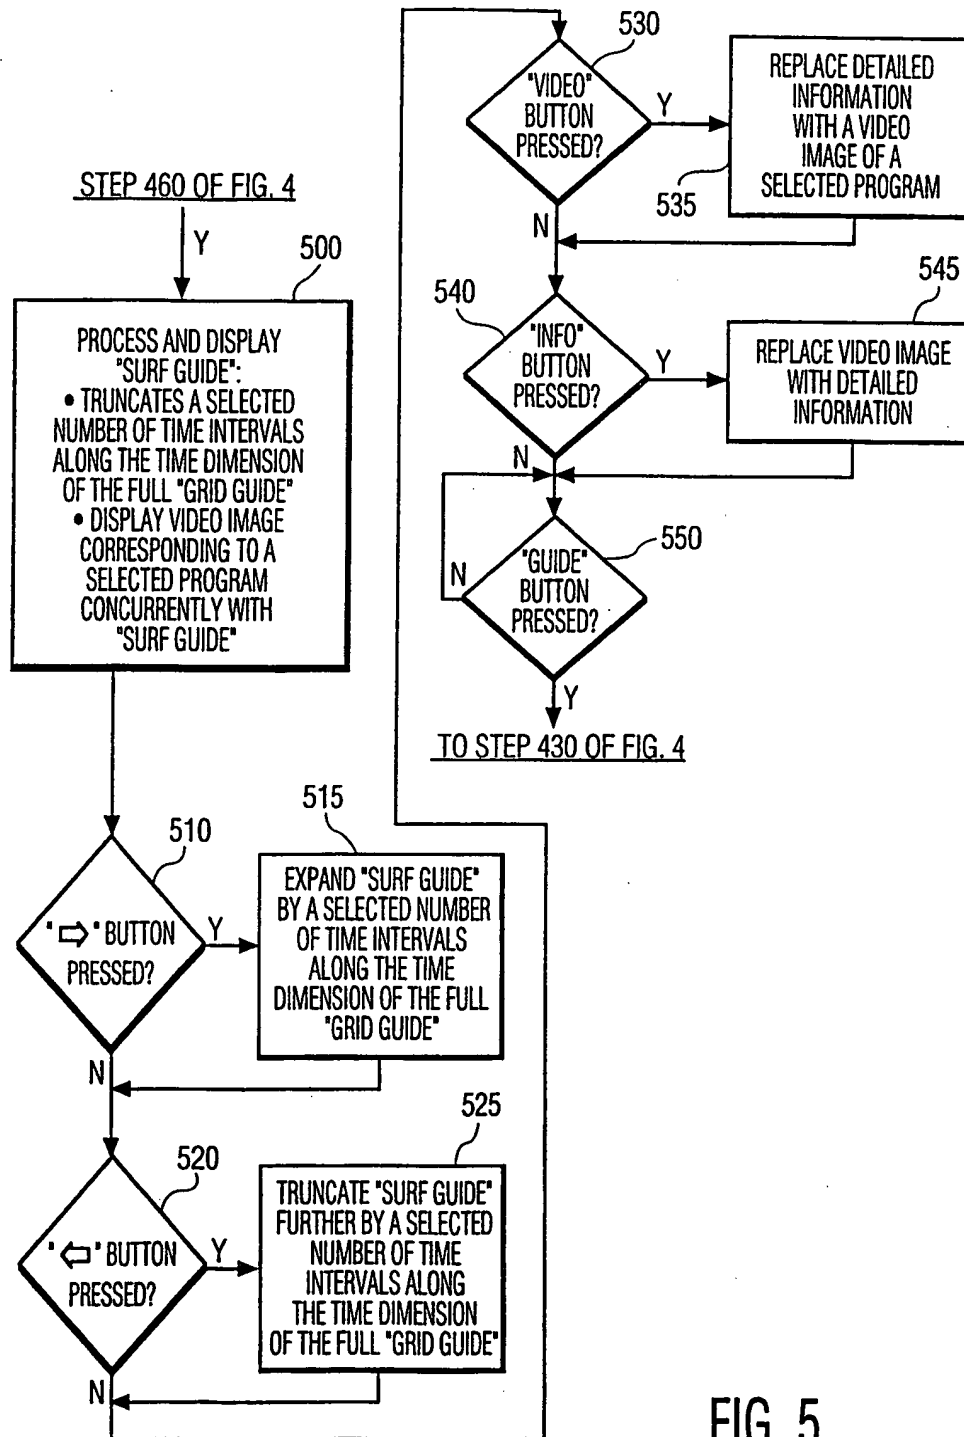 STEP 460 OF FIG. 4
Y
500
PROCESS AND DISPLAY
"SURF GUIDE":
• TRUNCATES A SELECTED
NUMBER OF TIME INTERVALS
ALONG THE TIME DIMENSION
OF THE FULL "GRID GUIDE"
• DISPLAY VIDEO IMAGE
CORRESPONDING TO A
SELECTED PROGRAM
CONCURRENTLY WITH
"SURF GUIDE"
510
"⇨" BUTTON
PRESSED?
Y
N
515
EXPAND "SURF GUIDE"
BY A SELECTED NUMBER
OF TIME INTERVALS
ALONG THE TIME
DIMENSION OF THE FULL
"GRID GUIDE"
520
"⇦" BUTTON
PRESSED?
Y
N
525
TRUNCATE "SURF GUIDE"
FURTHER BY A SELECTED
NUMBER OF TIME
INTERVALS ALONG
THE TIME DIMENSION
OF THE FULL "GRID GUIDE"
530
"VIDEO"
BUTTON
PRESSED?
Y
N
535
REPLACE DETAILED
INFORMATION
WITH A VIDEO
IMAGE OF A
SELECTED PROGRAM
540
"INFO"
BUTTON
PRESSED?
Y
N
545
REPLACE VIDEO IMAGE
WITH DETAILED
INFORMATION
550
"GUIDE"
BUTTON
PRESSED?
N
Y
TO STEP 430 OF FIG. 4
FIG. 5